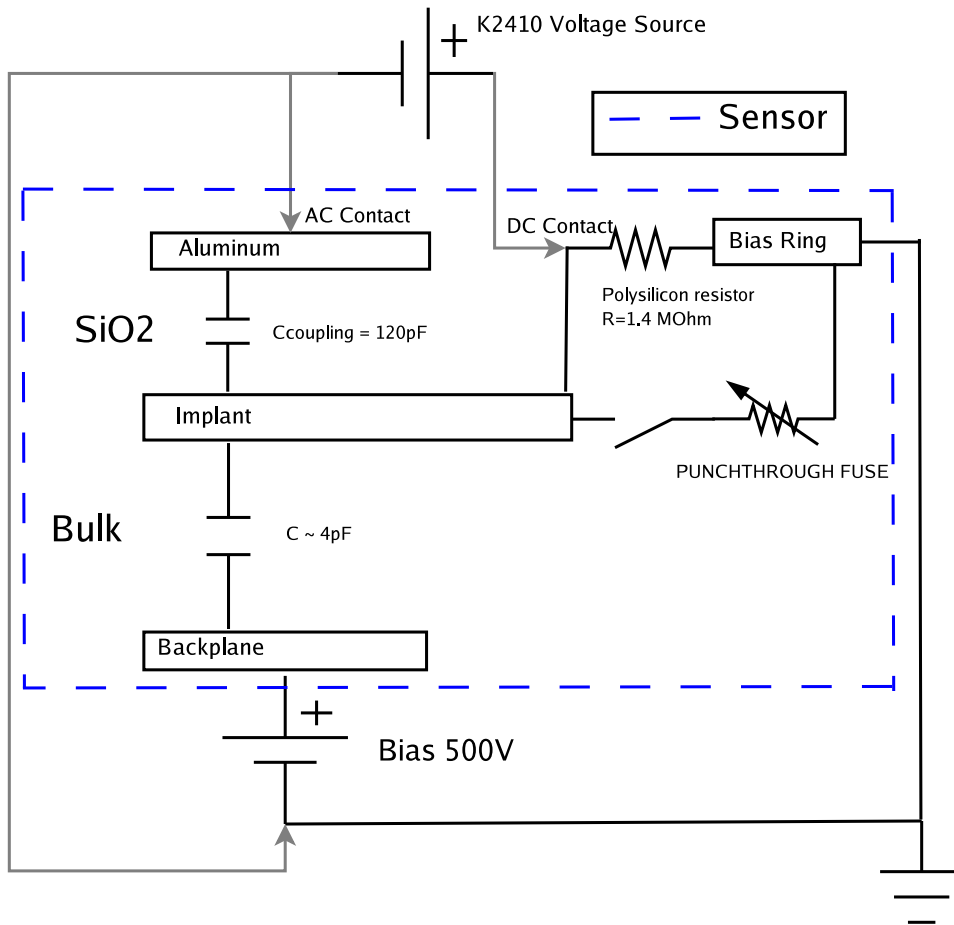 K2410 Voltage Source
Sensor
AC Contact
DC Contact
Aluminum
Bias Ring
Polysilicon resistor
R=1.4 MOhm
SiO2
Ccoupling = 120pF
Implant
PUNCHTHROUGH FUSE
Bulk
C ~ 4pF
Backplane
+
Bias 500V